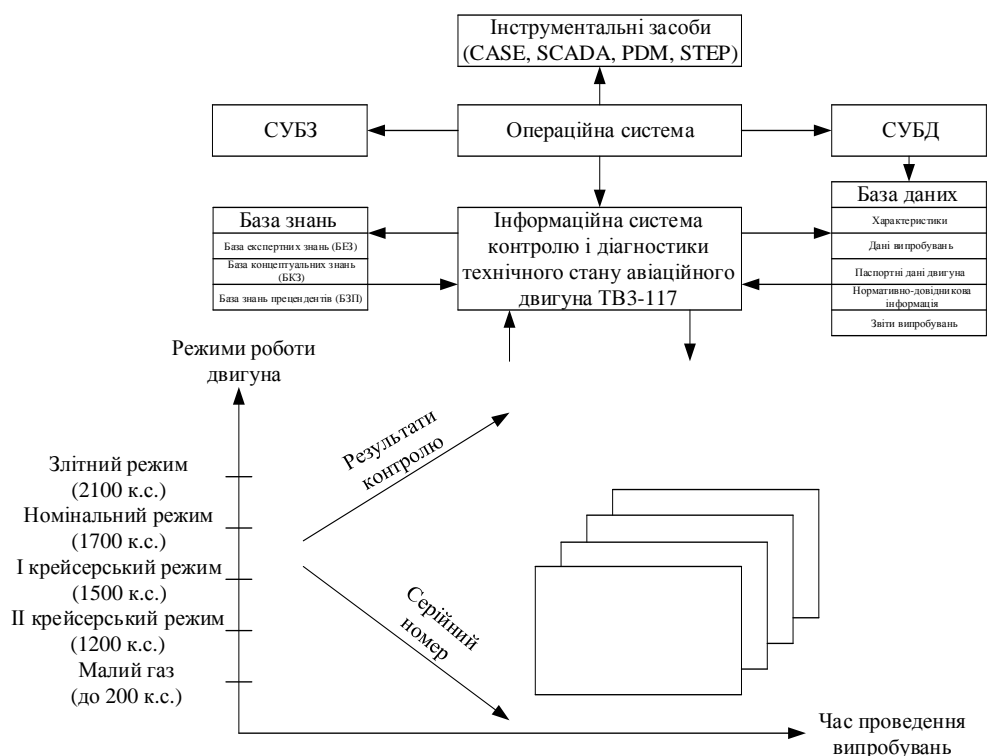 Інструментальні засоби
(CASE, SCADA, PDM, STEP)
СУБЗ
Операційна система
СУБД
База знань
База експертних знань (БЕЗ)
База концептуальних знань
(БКЗ)
База знань прецендентів (БЗП)
Інформаційна система
контролю і діагностики
технічного стану авіаційного
двигуна ТВ3-117
База даних
Характеристики
Дані випробувань
Паспортні дані двигуна
Нормативно-довідникова
інформація
Звіти випробувань
Режими роботи
двигуна
Злітний режим
(2100 к.с.)
Номінальний режим
(1700 к.с.)
I крейсерський режим
(1500 к.с.)
II крейсерський режим
(1200 к.с.)
Малий газ
(до 200 к.с.)
Результати
контролю
Серійний
номер
Час проведення
випробувань